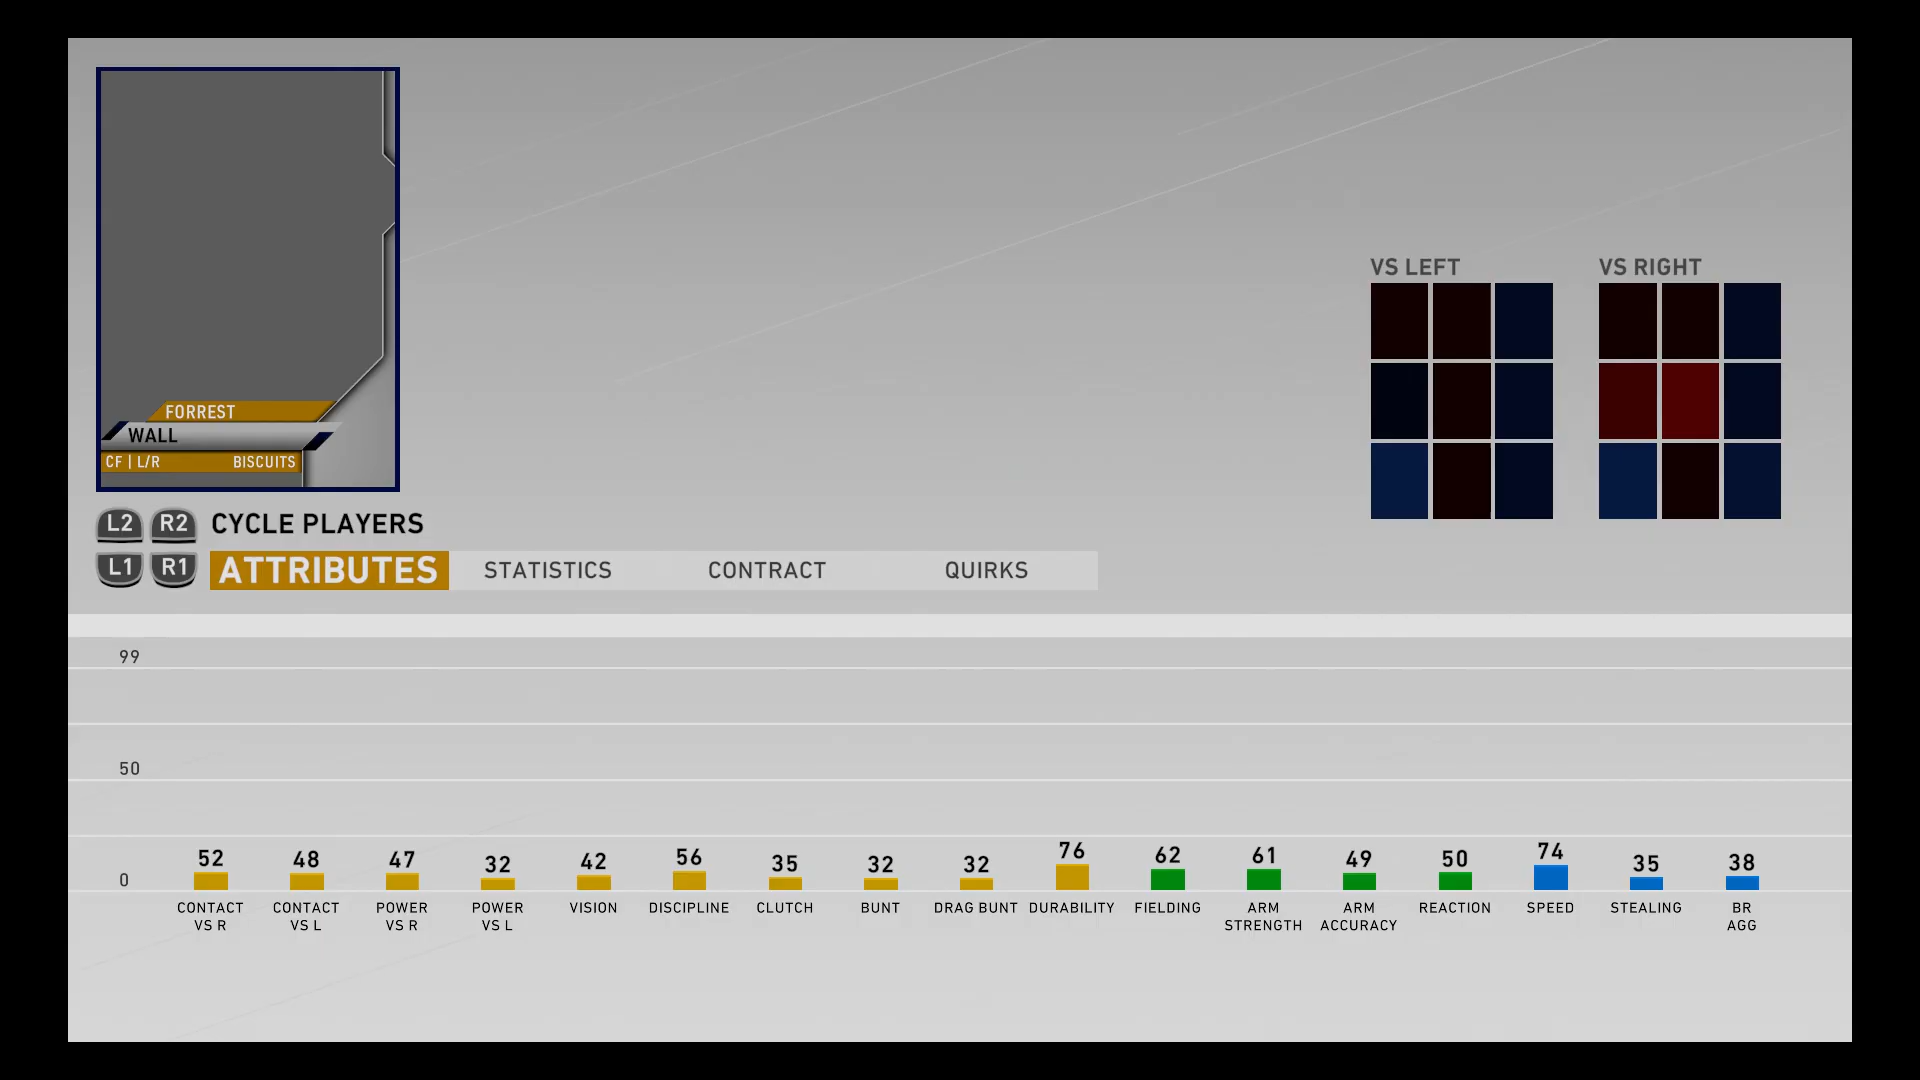 VS LEFT
VS RIGHT
FORREST
WALL
CF | L/R BISCUITS
L2 R2 CYCLE PLAYERS
L1 R1 ATTRIBUTES STATISTICS CONTRACT QUIRKS
99
50
0
52 48 47 32 42 56 35 32 32 76 62 61 49 50 74 35 38
CONTACT VS R
CONTACT VS L
POWER VS R
POWER VS L
VISION
DISCIPLINE
CLUTCH
BUNT
DRAG BUNT
DURABILITY
FIELDING
ARM STRENGTH
ARM ACCURACY
REACTION
SPEED
STEALING
BR AGG